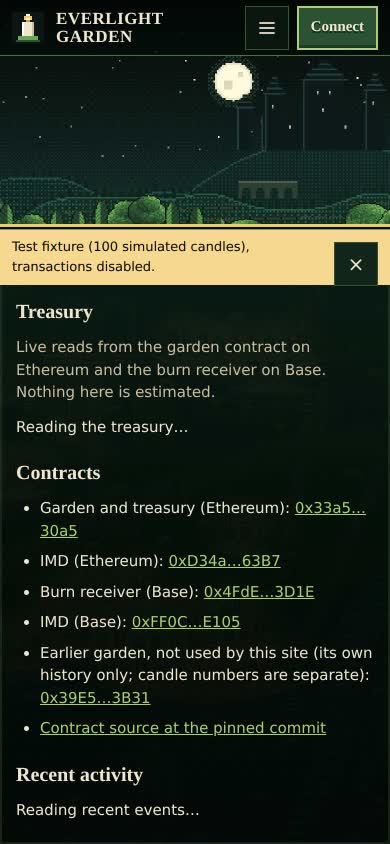 EVERLIGHT
GARDEN
Connect
Test fixture (100 simulated candles),
transactions disabled.
Treasury
Live reads from the garden contract on
Ethereum and the burn receiver on Base.
Nothing here is estimated.
Reading the treasury…
Contracts
Garden and treasury (Ethereum): 0x33a5…
30a5
IMD (Ethereum): 0xD34a…63B7
Burn receiver (Base): 0x4FdE…3D1E
IMD (Base): 0xFF0C…E105
Earlier garden, not used by this site (its own
history only; candle numbers are separate):
0x39E5…3B31
Contract source at the pinned commit
Recent activity
Reading recent events…